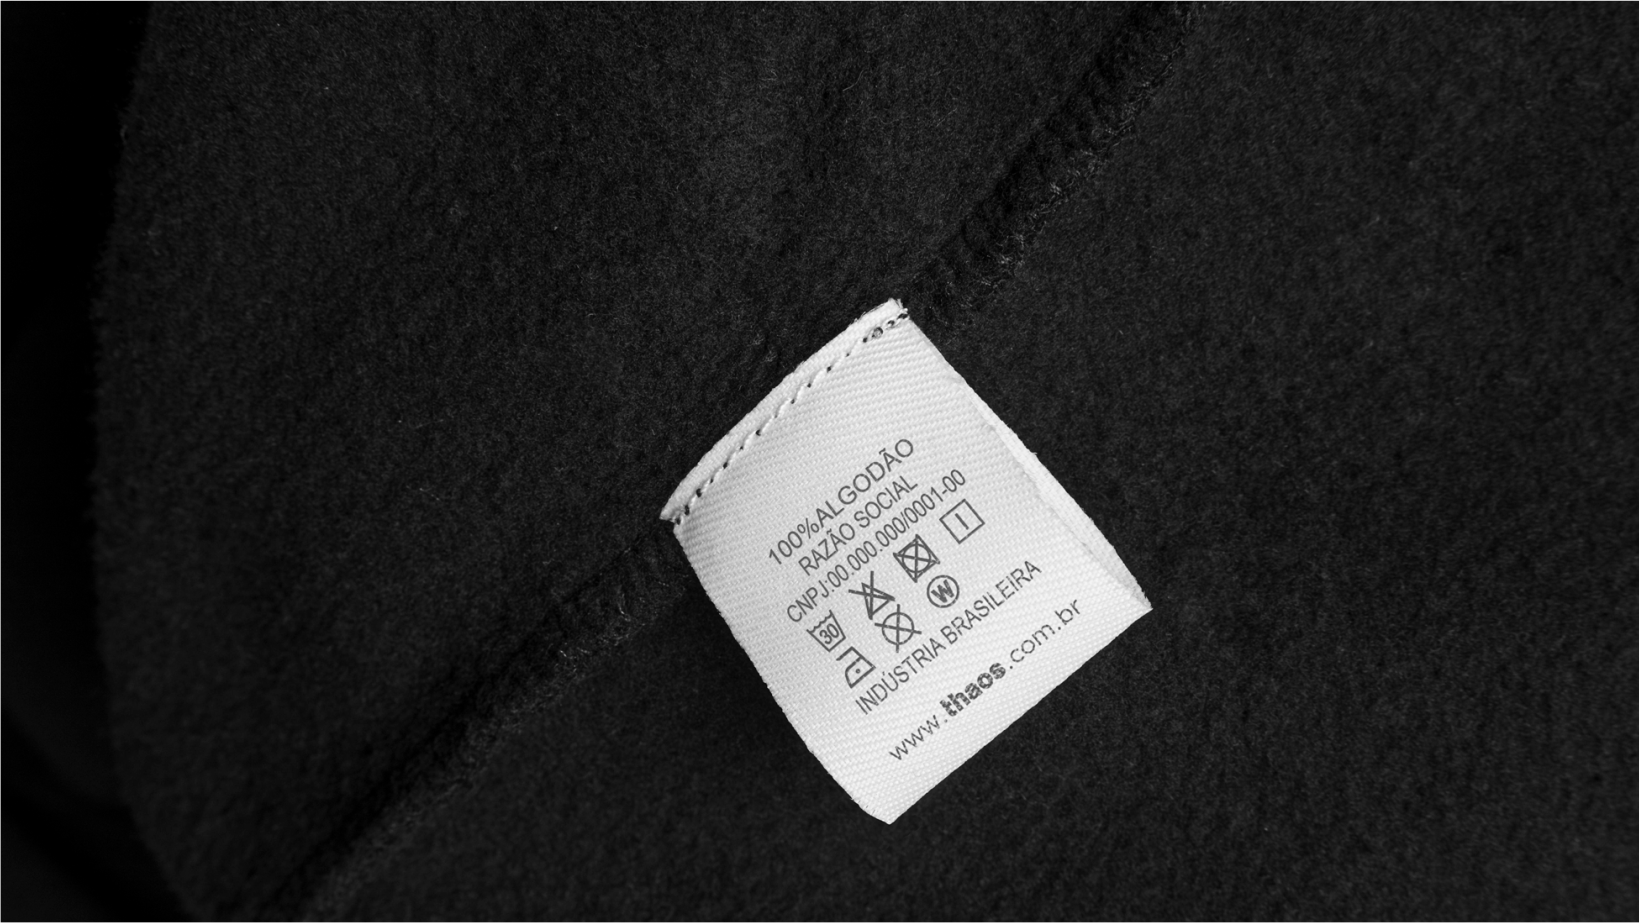 100%ALGODÃO
RAZÃO SOCIAL
CNPJ:00.000.000/0001-00
30
W
INDÚSTRIA BRASILEIRA
www.thaos.com.br